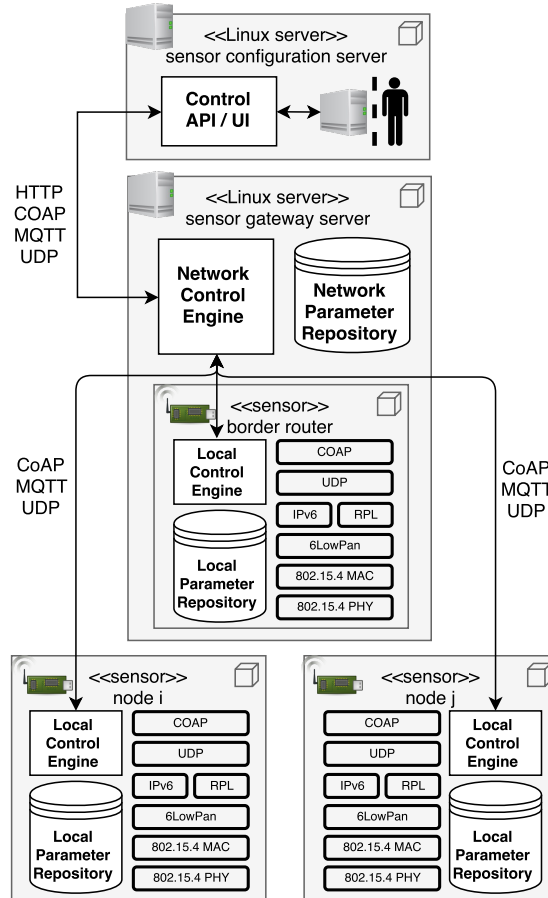 <<Linux server>>
sensor configuration server
Control
API / UI
HTTP
COAP
MQTT
UDP
<<Linux server>>
sensor gateway server
Network
Control
Engine
Network
Parameter
Repository
<<sensor>>
border router
Local
Control
Engine
Local
Parameter
Repository
COAP
UDP
IPv6 RPL
6LowPan
802.15.4 MAC
802.15.4 PHY
CoAP
MQTT
UDP
CoAP
MQTT
UDP
<<sensor>>
node i
Local
Control
Engine
Local
Parameter
Repository
COAP
UDP
IPv6 RPL
6LowPan
802.15.4 MAC
802.15.4 PHY
<<sensor>>
node j
COAP
UDP
IPv6 RPL
6LowPan
802.15.4 MAC
802.15.4 PHY
Local
Control
Engine
Local
Parameter
Repository